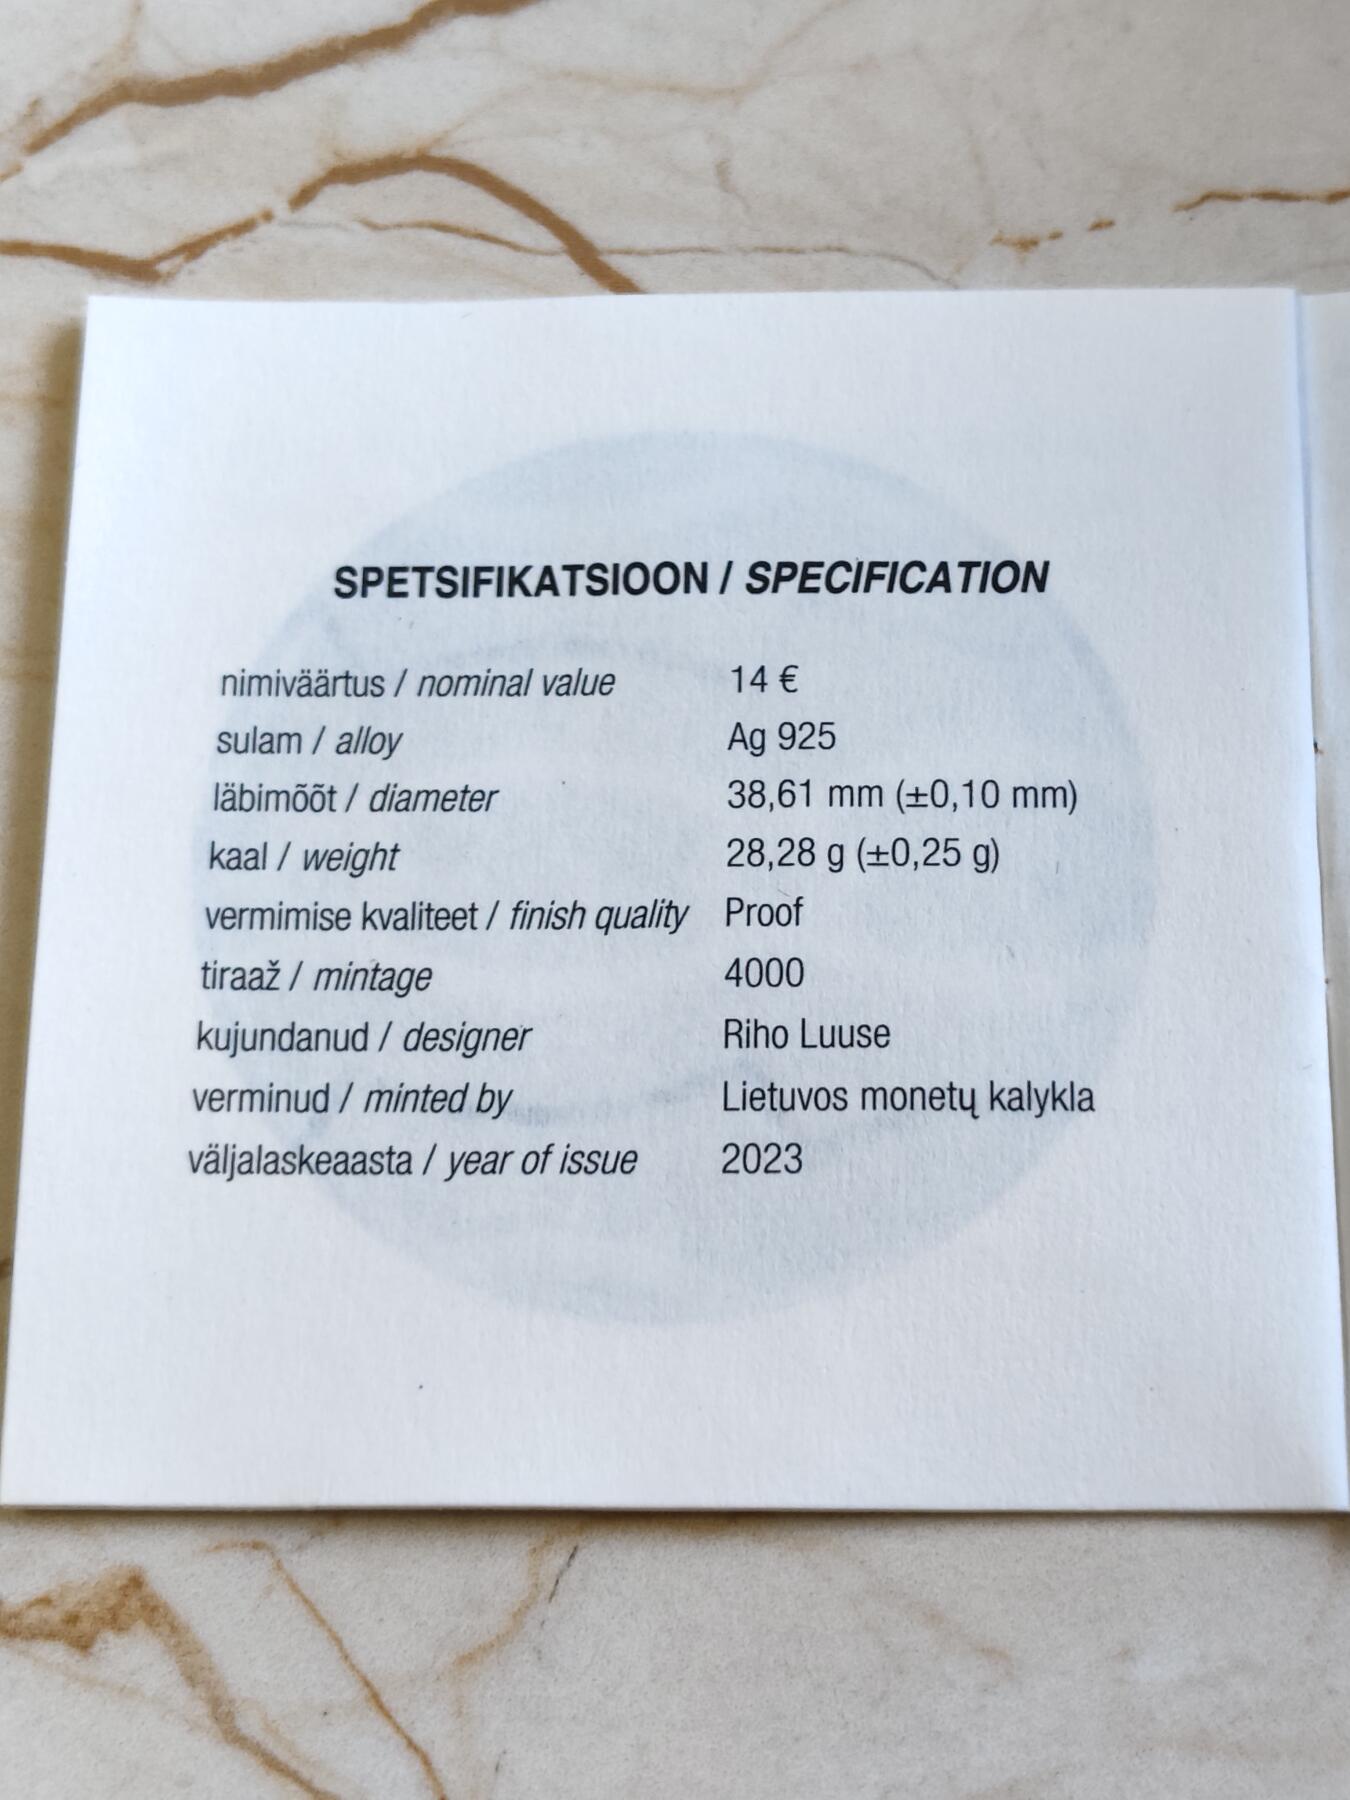 SPETSIFIKATSIOON / SPECIFICATION
nimiväärtus / nominal value 14 €
sulam / alloy Ag 925
läbimõõt / diameter 38,61 mm (±0,10 mm)
kaal / weight 28,28 g (±0,25 g)
vermimise kvaliteet / finish quality Proof
tiraaž / mintage 4000
kujundanud / designer Riho Luuse
verminud / minted by Lietuvos monetų kalykla
väljalaskeaasta / year of issue 2023